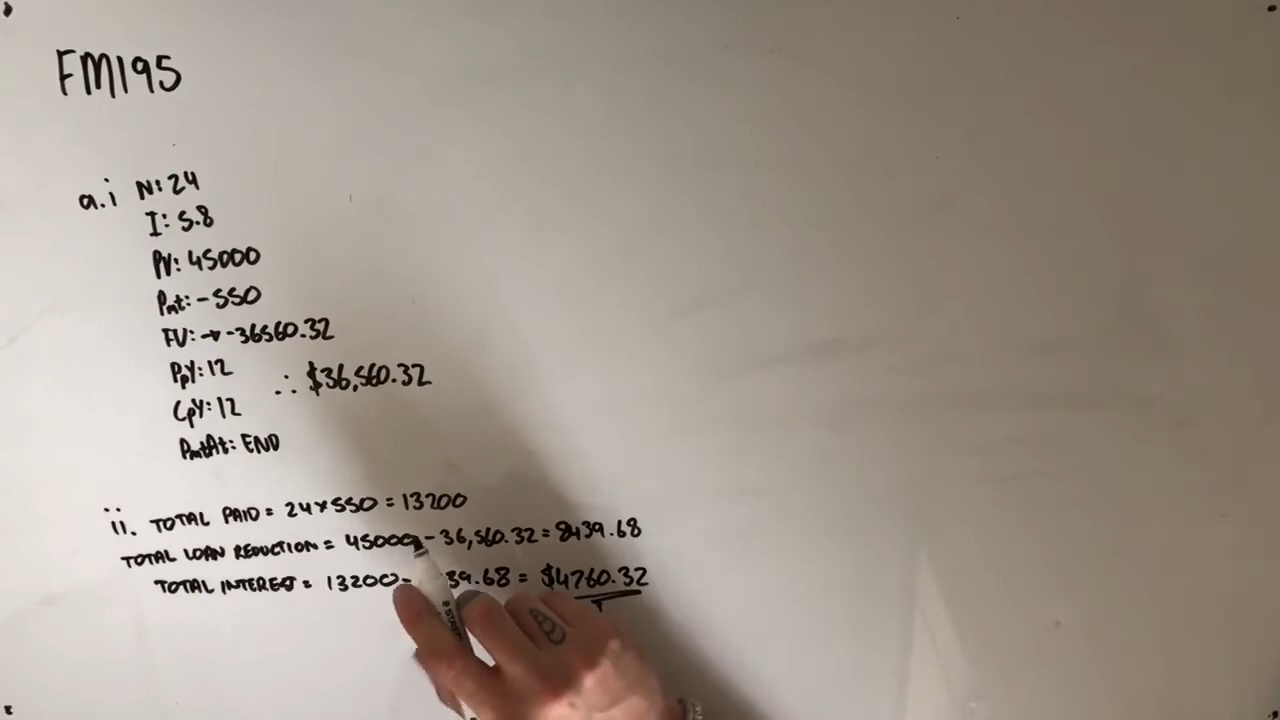 FM195
a.i N: 24
I: 5.8
PV: 45000
Pmt: -550
FV: → -36560.32
PpY: 12
∴ $36,560.32
CpY: 12
PmtAt: END
ii. TOTAL PAID = 24 × 550 = 13200
TOTAL LOAN REDUCTION = 45000 - 36,560.32 = 8439.68
TOTAL INTEREST = 13200 - 39.68 = $4760.32